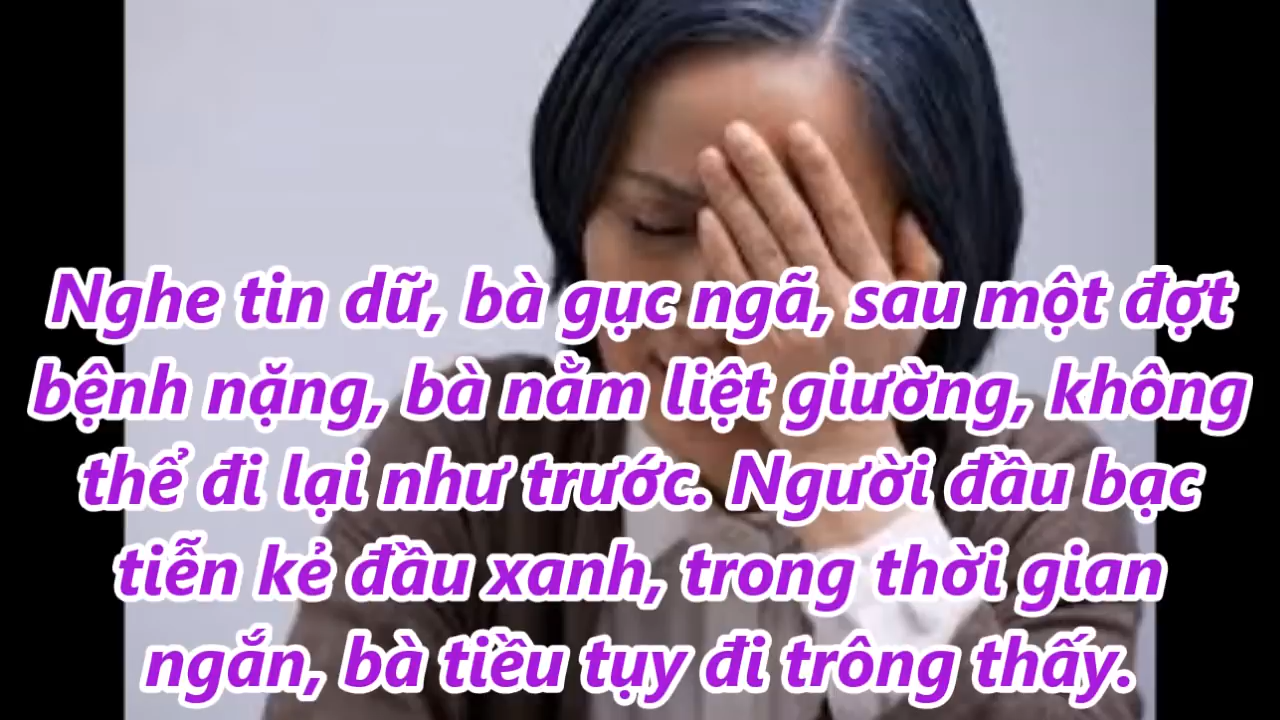 Nghe tin dữ, bà gục ngã, sau một đợt
bệnh nặng, bà nằm liệt giường, không
thể đi lại như trước. Người đầu bạc
tiễn kẻ đầu xanh, trong thời gian
ngắn, bà tiều tụy đi trông thấy.